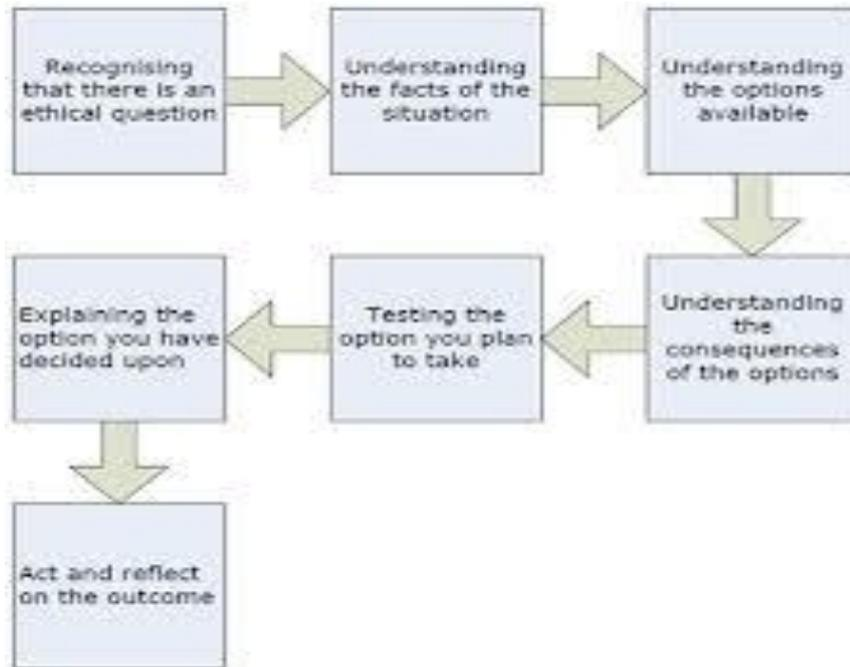 Recognising
that there is an
ethical question
Understanding
the facts of the
situation
Understanding
the options
available
Understanding
the
consequences
of the options
Testing the
option you plan
to take
Explaining the
option you have
decided upon
Act and reflect
on the outcome